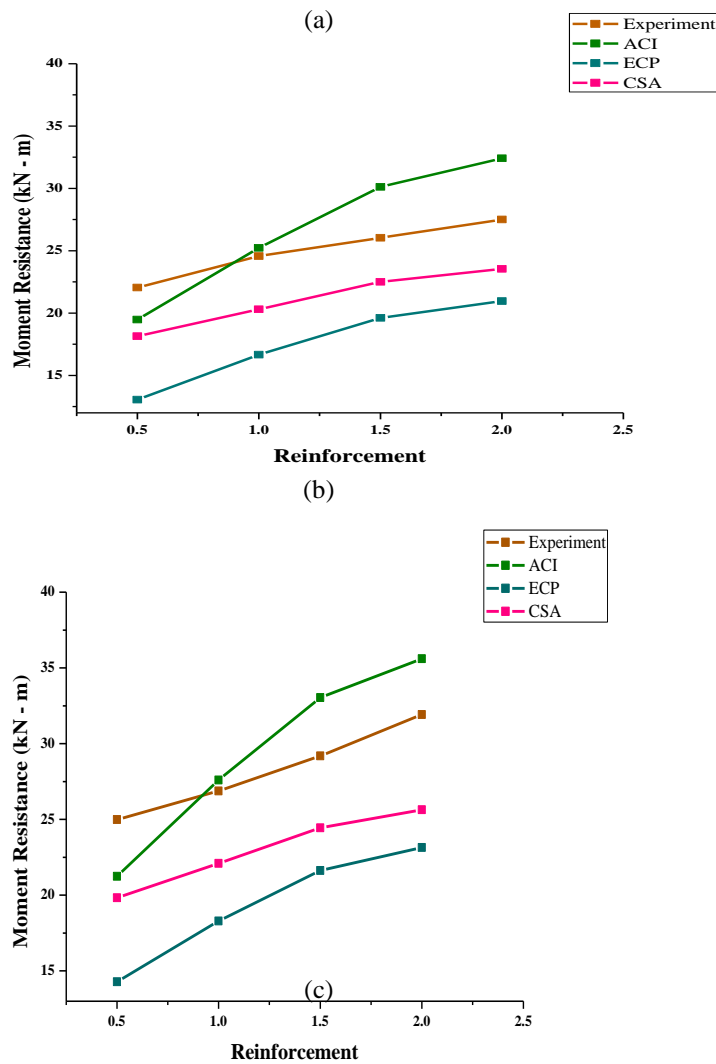 (a)
Experiment
ACI
ECP
CSA
40
35
30
25
20
15
Moment Resistance (kN - m)
0.5 1.0 1.5 2.0 2.5
Reinforcement
(b)
Experiment
ACI
ECP
CSA
40
35
30
25
20
15
Moment Resistance (kN - m)
(c)
0.5 1.0 1.5 2.0 2.5
Reinforcement